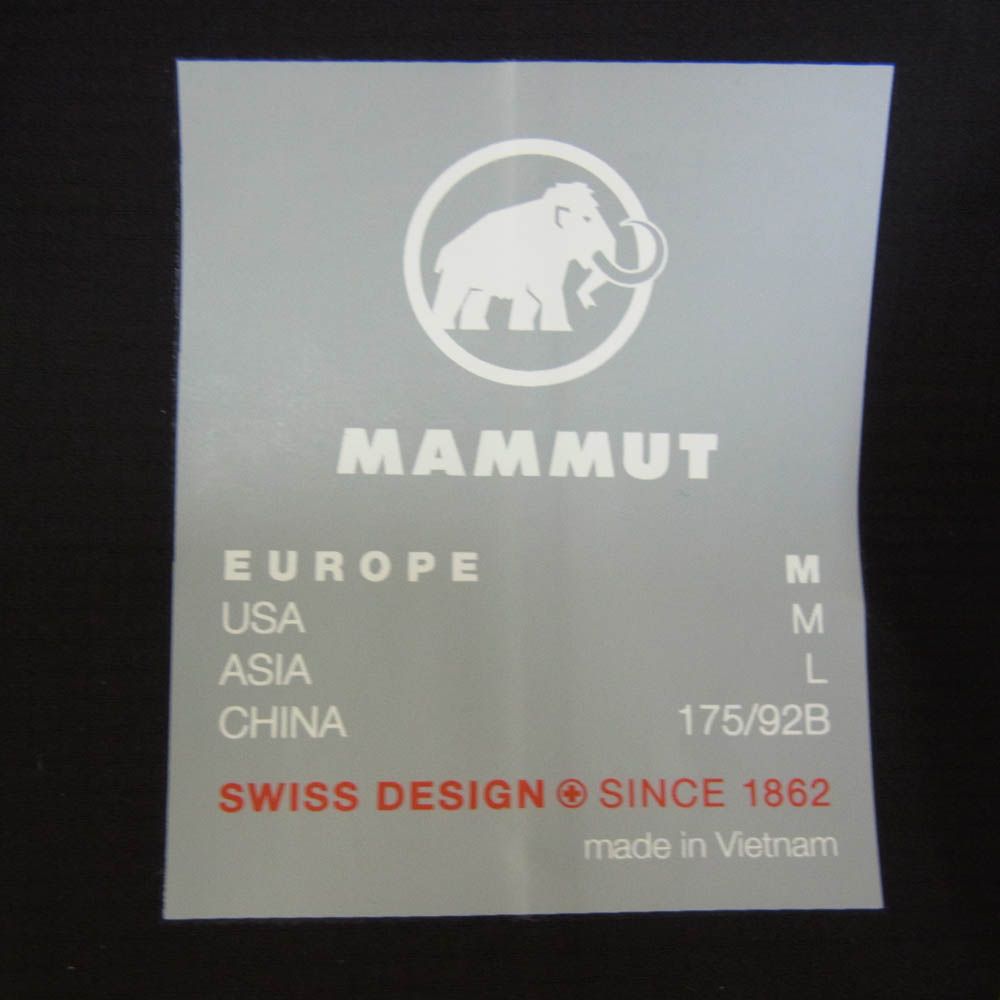 MAMMUT
EUROPE M
USA M
ASIA L
CHINA 175/92B
SWISS DESIGN SINCE 1862
made in Vietnam